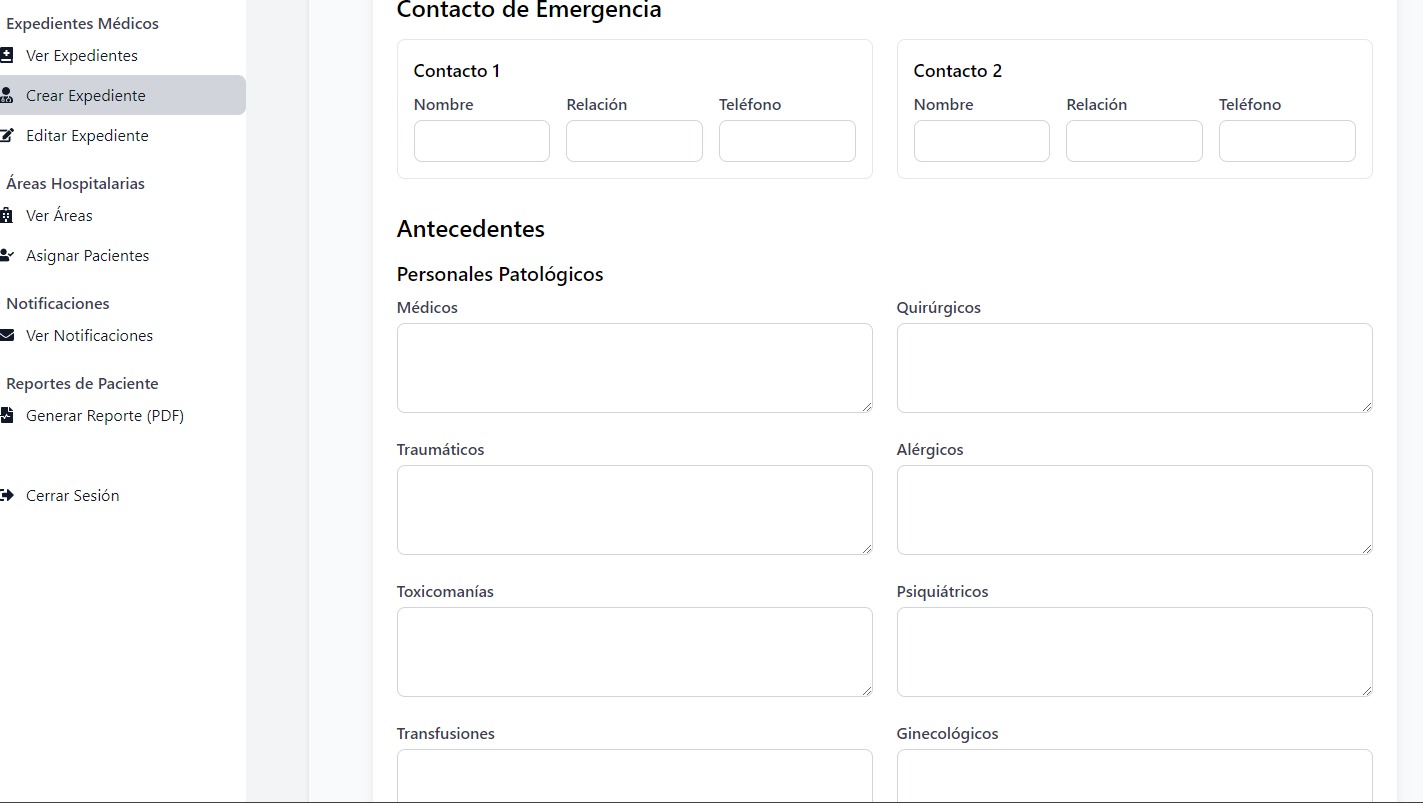 Expedientes Médicos
Ver Expedientes
Crear Expediente
Editar Expediente
Áreas Hospitalarias
Ver Áreas
Asignar Pacientes
Notificaciones
Ver Notificaciones
Reportes de Paciente
Generar Reporte (PDF)
Cerrar Sesión
Contacto de Emergencia
Contacto 1
Nombre Relación Teléfono
Contacto 2
Nombre Relación Teléfono
Antecedentes
Personales Patológicos
Médicos
Quirúrgicos
Traumáticos
Alérgicos
Toxicomanías
Psiquiátricos
Transfusiones
Ginecológicos